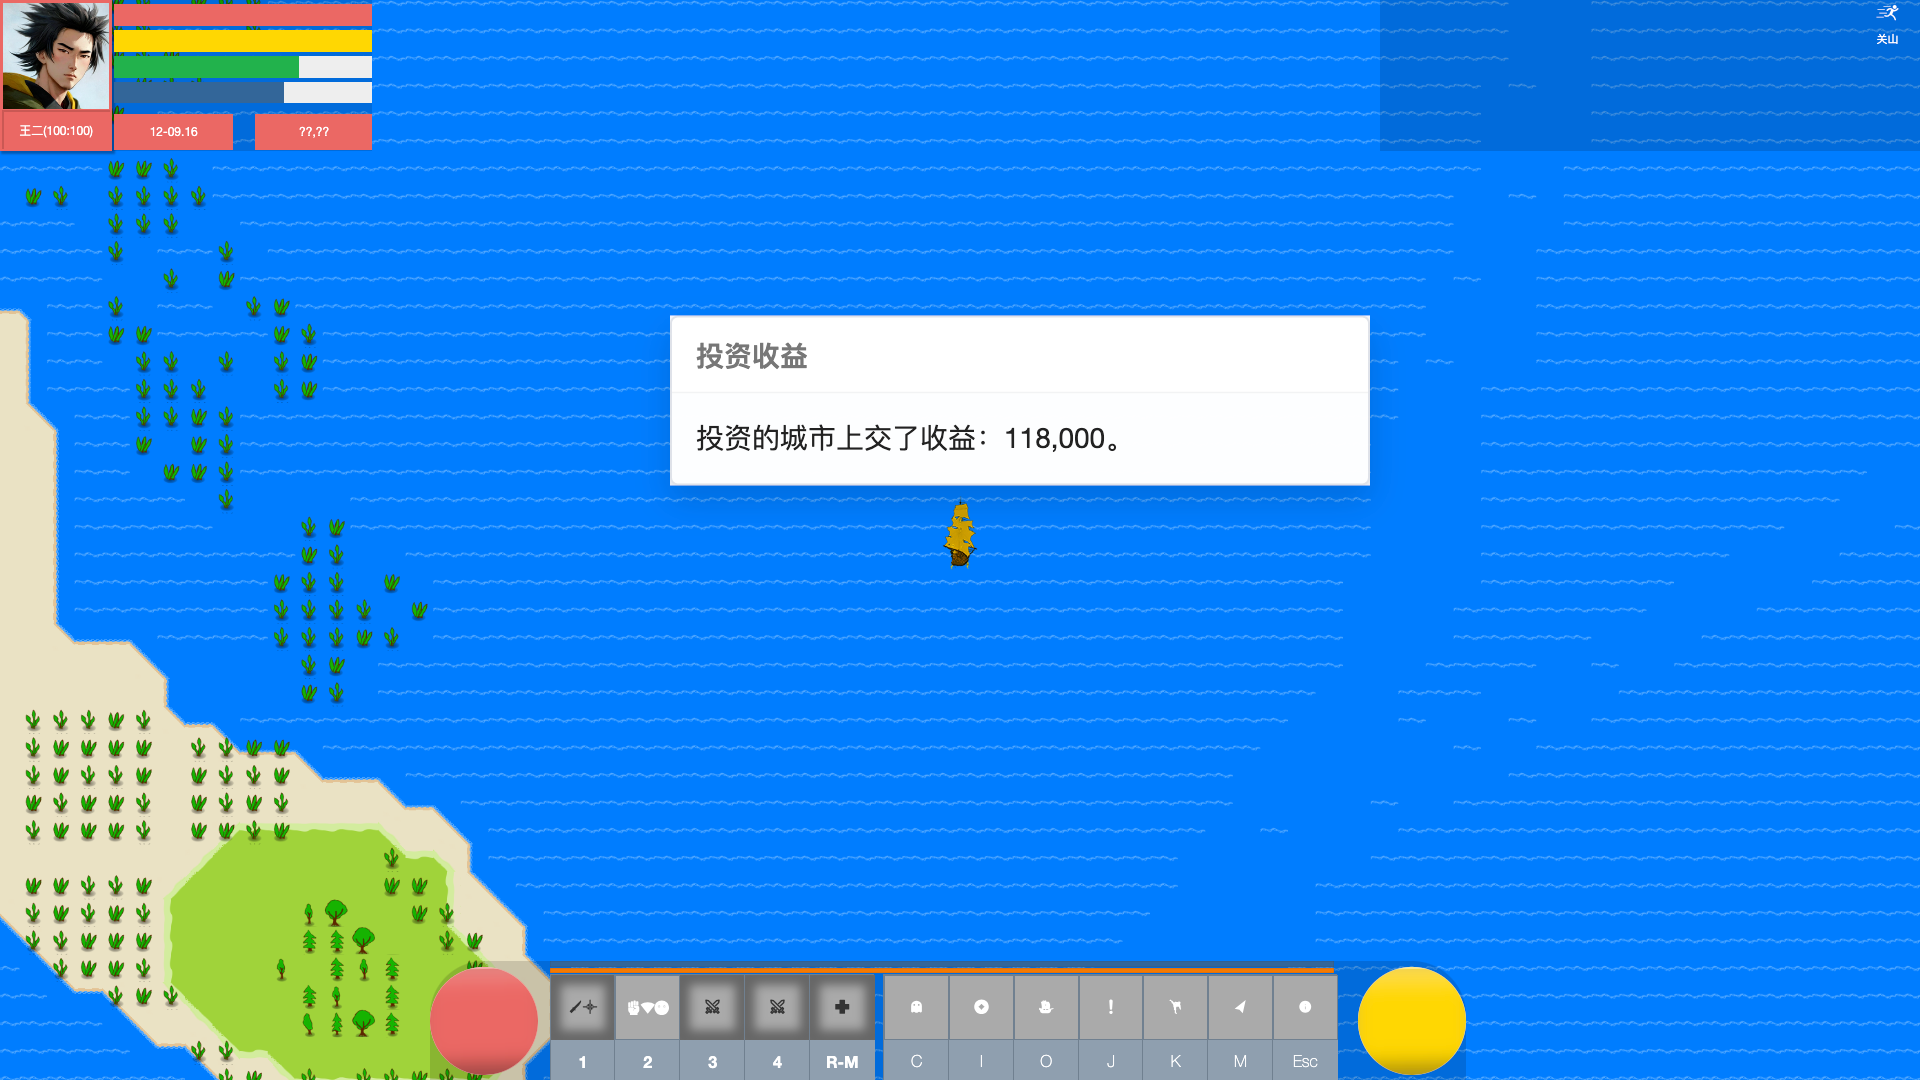 关山
王二(100:100)
12-09.16
??,??
投资收益
投资的城市上交了收益：118,000。
1
2
3
4
R-M
C
I
O
J
K
M
Esc